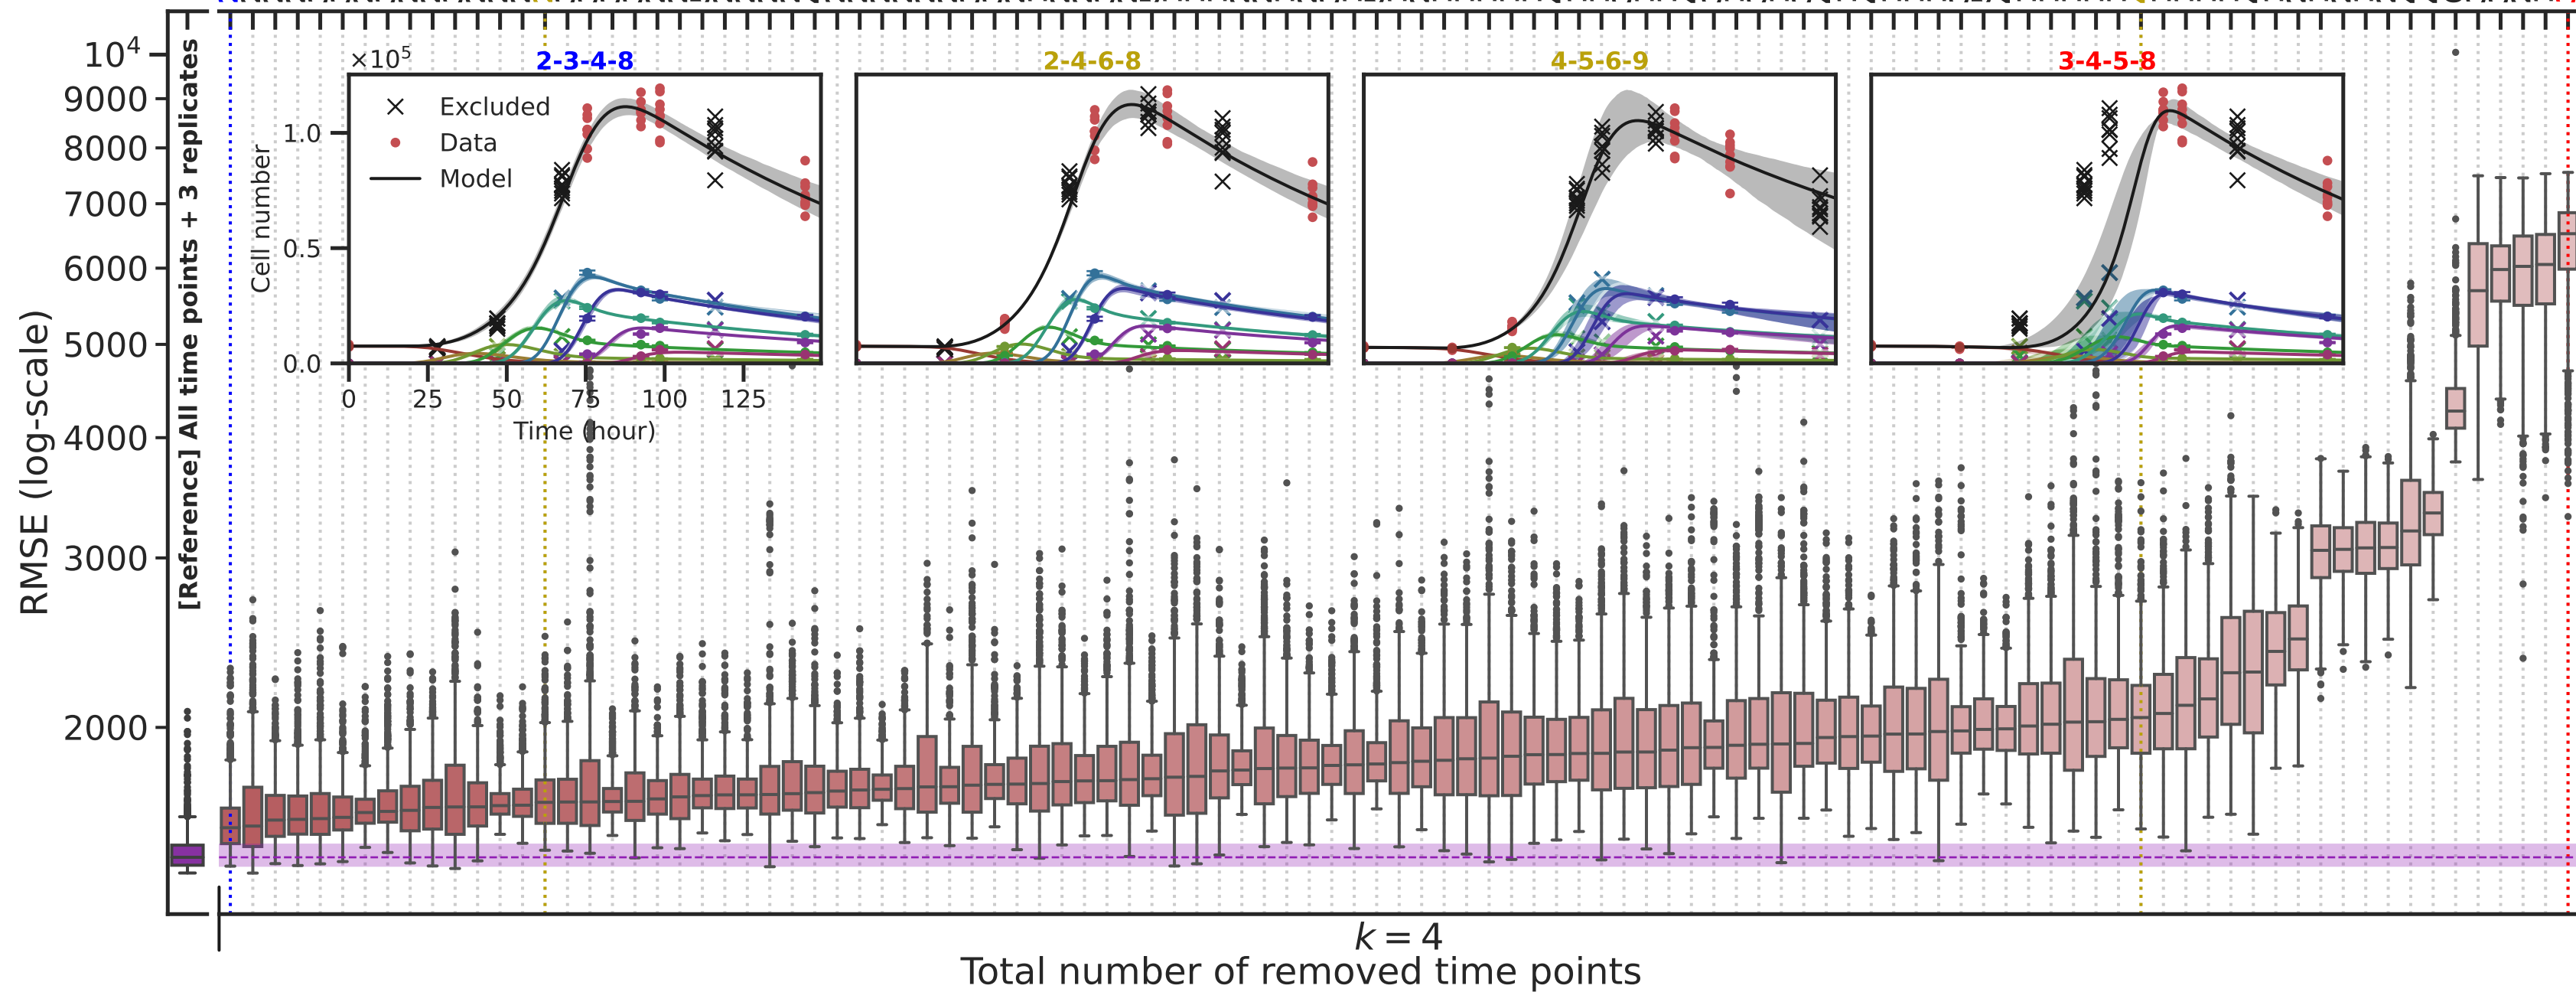 2-3-4-8
2-4-6-8
4-5-6-9
3-4-5-8
×10⁵
Excluded
Data
Model
1.0
0.5
0.0
Cell number
0
25
50
75
100
125
Time (hour)
10⁴
9000
8000
7000
6000
5000
4000
3000
2000
RMSE (log-scale)
[Reference] All time points + 3 replicates
k = 4
Total number of removed time points